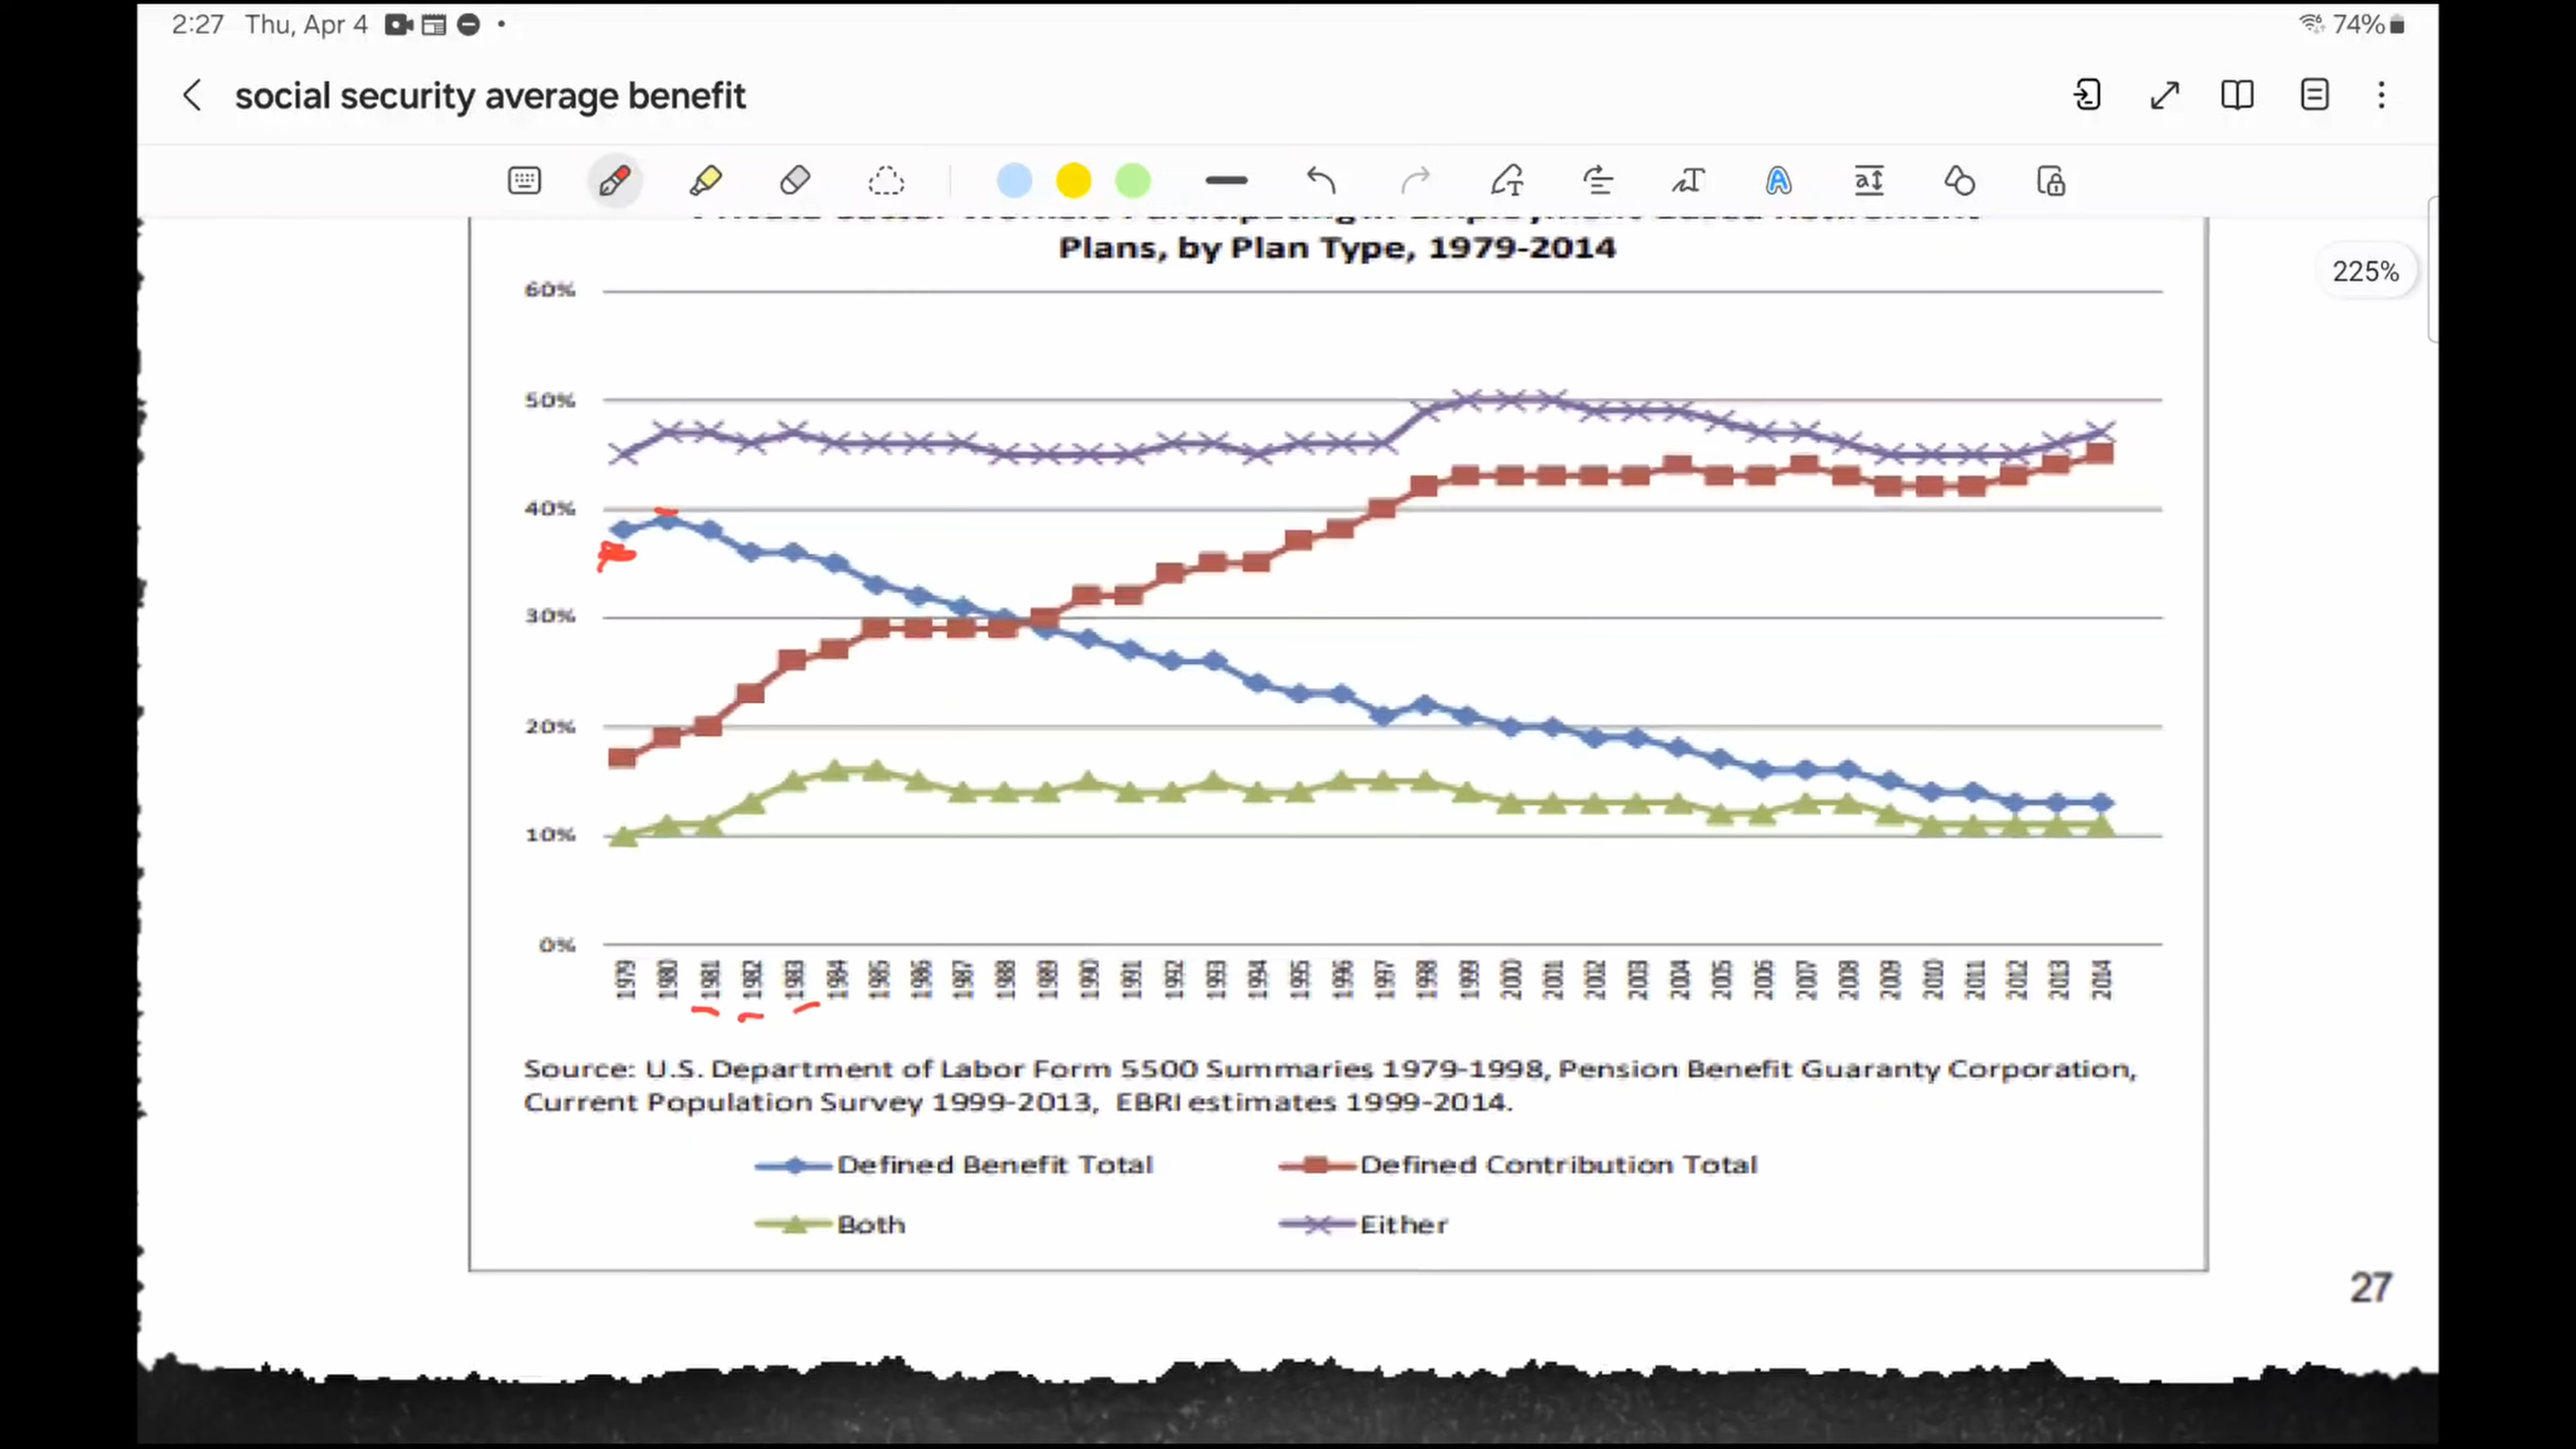 2:27 Thu, Apr 4
74%
social security average benefit
225%
Plans, by Plan Type, 1979-2014
60%
50%
40%
30%
20%
10%
0%
1979 1980 1981 1982 1983 1984 1985 1986 1987 1988 1989 1990 1991 1992 1993 1994 1995 1996 1997 1998 1999 2000 2001 2002 2003 2004 2005 2006 2007 2008 2009 2010 2011 2012 2013 2014
Source: U.S. Department of Labor Form 5500 Summaries 1979-1998, Pension Benefit Guaranty Corporation,
Current Population Survey 1999-2013, EBRI estimates 1999-2014.
Defined Benefit Total
Defined Contribution Total
Both
Either
27